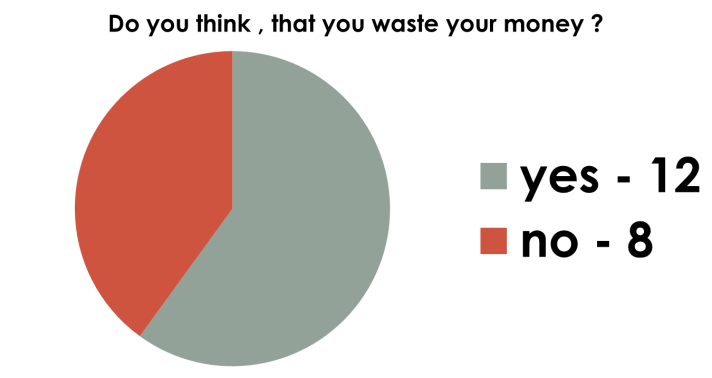 Do you think , that you waste your money ?
yes - 12
no - 8